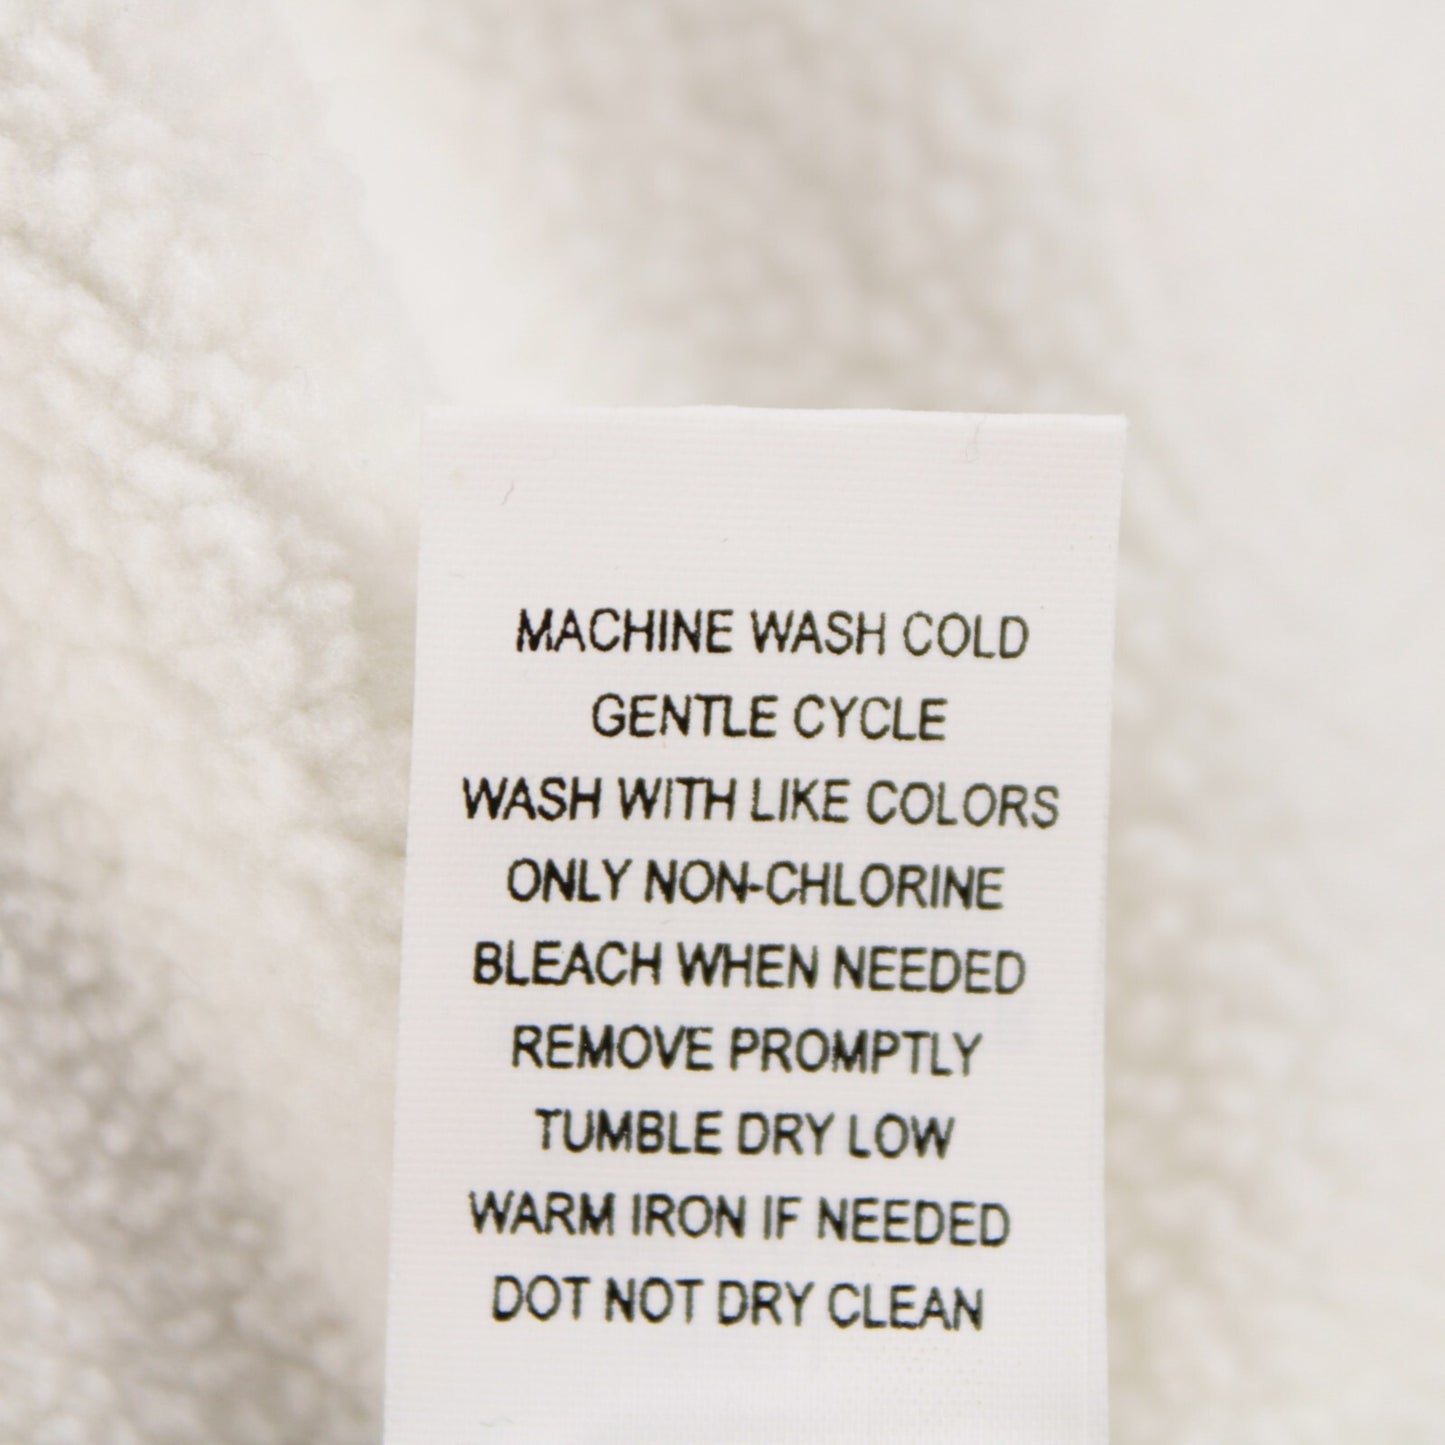 MACHINE WASH COLD
GENTLE CYCLE
WASH WITH LIKE COLORS
ONLY NON-CHLORINE
BLEACH WHEN NEEDED
REMOVE PROMPTLY
TUMBLE DRY LOW
WARM IRON IF NEEDED
DOT NOT DRY CLEAN